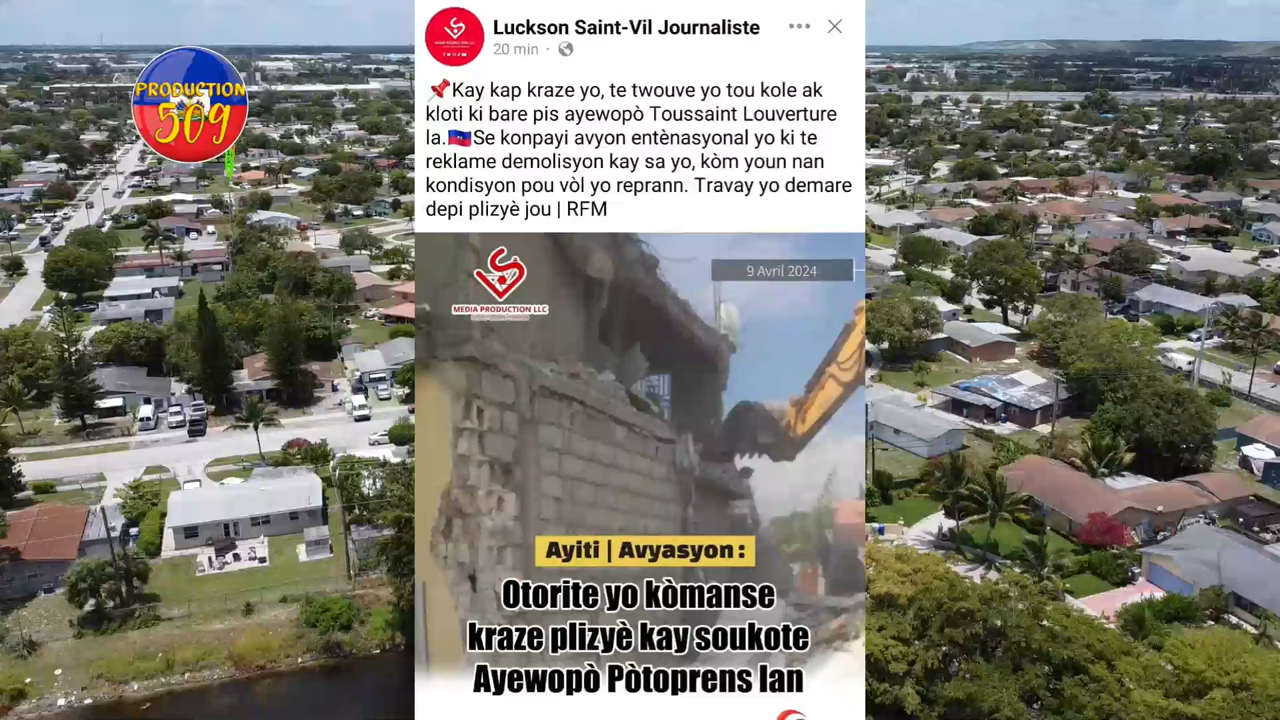 PRODUCTION
509
Luckson Saint-Vil Journaliste
20 min ·
📌Kay kap kraze yo, te twouve yo tou kole ak
kloti ki bare pis ayewopò Toussaint Louverture
la.🇭🇹Se konpayi avyon entènasyonal yo ki te
reklame demolisyon kay sa yo, kòm youn nan
kondisyon pou vòl yo reprann. Travay yo demare
depi plizyè jou | RFM
9 Avril 2024
MEDIA PRODUCTION LLC
Ayiti | Avyasyon :
Otorite yo kòmanse
kraze plizyè kay soukote
Ayewopò Pòtoprens lan